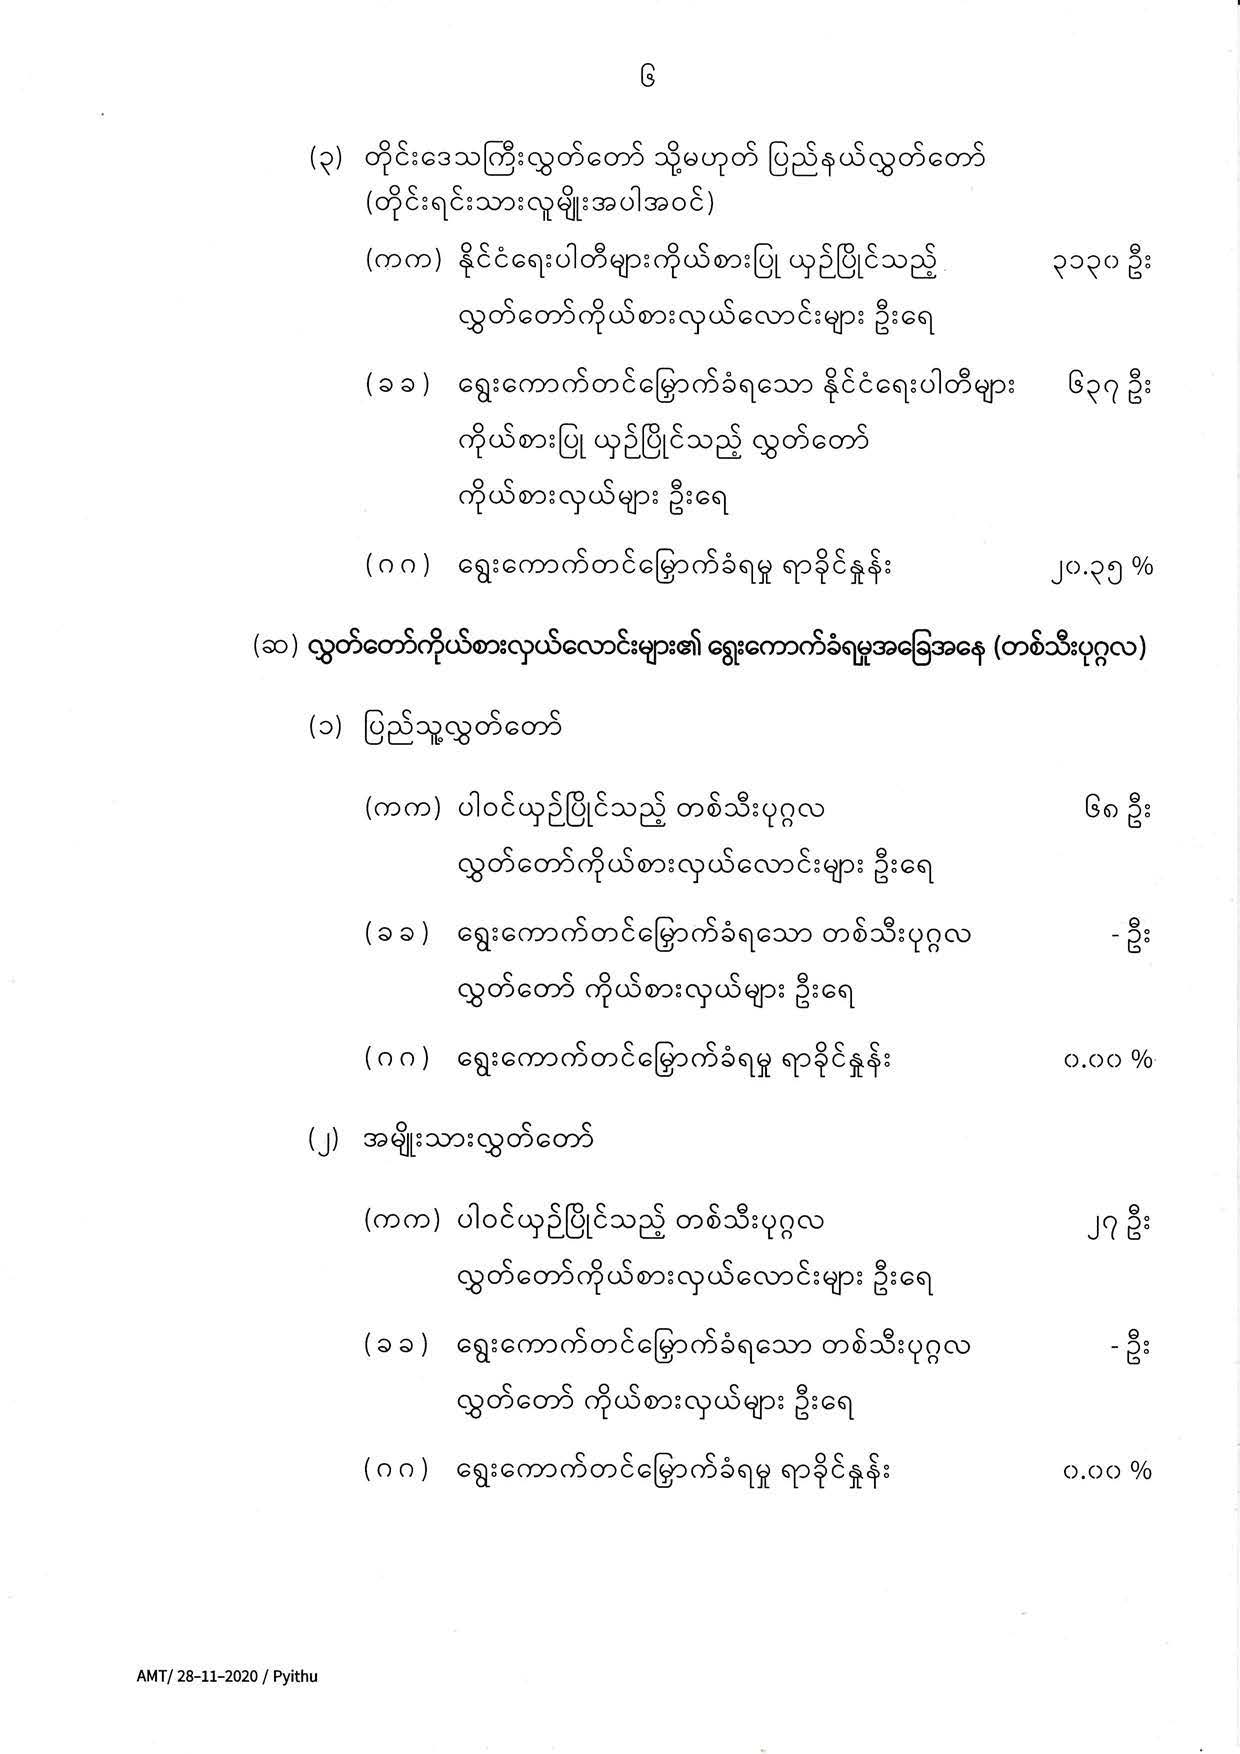 ၆
(၃) တိုင်းဒေသကြီးလွှတ်တော် သို့မဟုတ် ပြည်နယ်လွှတ်တော်
(တိုင်းရင်းသားလူမျိုးအပါအဝင်)
(ကက) နိုင်ငံရေးပါတီများကိုယ်စားပြု ယှဉ်ပြိုင်သည့် ၃၁၃၀ ဦး
လွှတ်တော်ကိုယ်စားလှယ်လောင်းများ ဦးရေ
(ခခ) ရွေးကောက်တင်မြှောက်ခံရသော နိုင်ငံရေးပါတီများ ၆၃၇ ဦး
ကိုယ်စားပြု ယှဉ်ပြိုင်သည့် လွှတ်တော်
ကိုယ်စားလှယ်များ ဦးရေ
(ဂဂ) ရွေးကောက်တင်မြှောက်ခံရမှု ရာခိုင်နှုန်း ၂၀.၃၅ %
(ဆ) လွှတ်တော်ကိုယ်စားလှယ်လောင်းများ၏ ရွေးကောက်ခံရမှုအခြေအနေ (တစ်သီးပုဂ္ဂလ)
(၁) ပြည်သူ့လွှတ်တော်
(ကက) ပါဝင်ယှဉ်ပြိုင်သည့် တစ်သီးပုဂ္ဂလ ၆၈ ဦး
လွှတ်တော်ကိုယ်စားလှယ်လောင်းများ ဦးရေ
(ခခ) ရွေးကောက်တင်မြှောက်ခံရသော တစ်သီးပုဂ္ဂလ - ဦး
လွှတ်တော် ကိုယ်စားလှယ်များ ဦးရေ
(ဂဂ) ရွေးကောက်တင်မြှောက်ခံရမှု ရာခိုင်နှုန်း ၀.၀၀ %
(၂) အမျိုးသားလွှတ်တော်
(ကက) ပါဝင်ယှဉ်ပြိုင်သည့် တစ်သီးပုဂ္ဂလ ၂၇ ဦး
လွှတ်တော်ကိုယ်စားလှယ်လောင်းများ ဦးရေ
(ခခ) ရွေးကောက်တင်မြှောက်ခံရသော တစ်သီးပုဂ္ဂလ - ဦး
လွှတ်တော် ကိုယ်စားလှယ်များ ဦးရေ
(ဂဂ) ရွေးကောက်တင်မြှောက်ခံရမှု ရာခိုင်နှုန်း ၀.၀၀ %
AMT/ 28-11-2020 / Pyithu